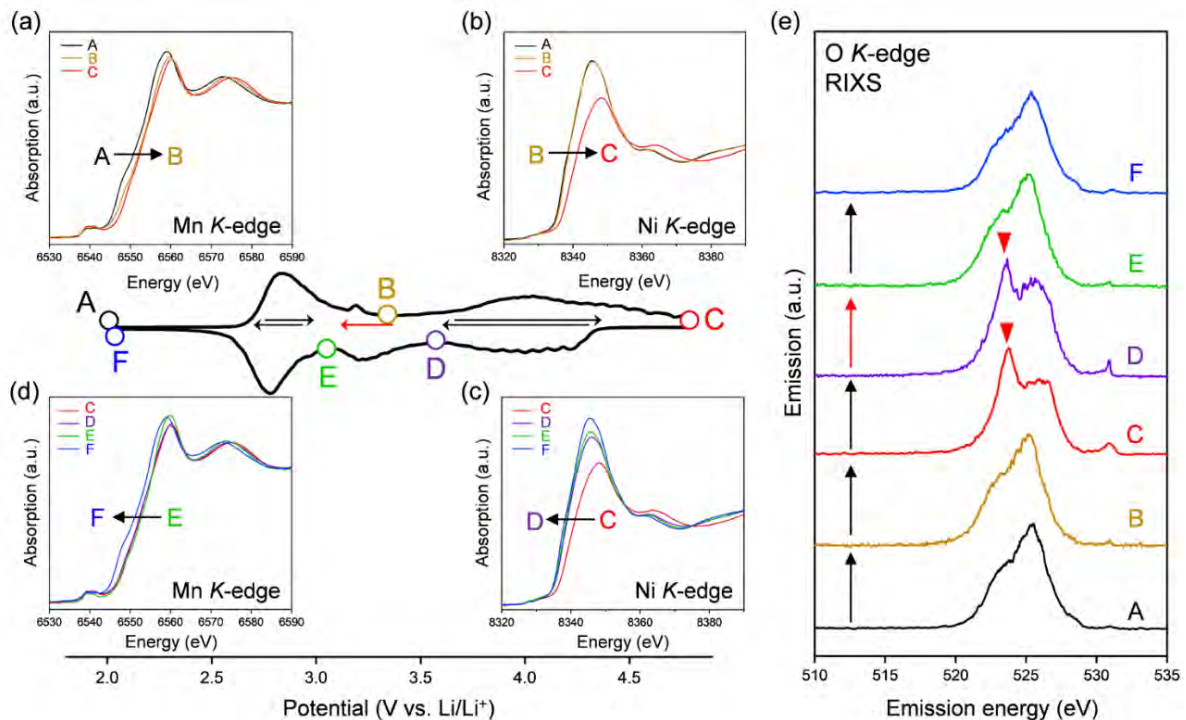 (a)
A
B
C
A → B
Mn K-edge
Absorption (a.u.)
6530 6540 6550 6560 6570 6580 6590
Energy (eV)
(b)
A
B
C
B → C
Ni K-edge
Absorption (a.u.)
8320 8340 8360 8380
Energy (eV)
A
B
C
F
E
D
(d)
C
D
E
F
F ← E
Mn K-edge
Absorption (a.u.)
6530 6540 6550 6560 6570 6580 6590
Energy (eV)
(c)
C
D
E
F
D ← C
Ni K-edge
Absorption (a.u.)
8320 8340 8360 8380
Energy (eV)
2.0 2.5 3.0 3.5 4.0 4.5
Potential (V vs. Li/Li⁺)
(e)
O K-edge
RIXS
F
E
D
C
B
A
Emission (a.u.)
510 515 520 525 530 535
Emission energy (eV)